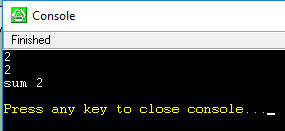 Console
Finished
2
2
sum 2
Press any key to close console..._